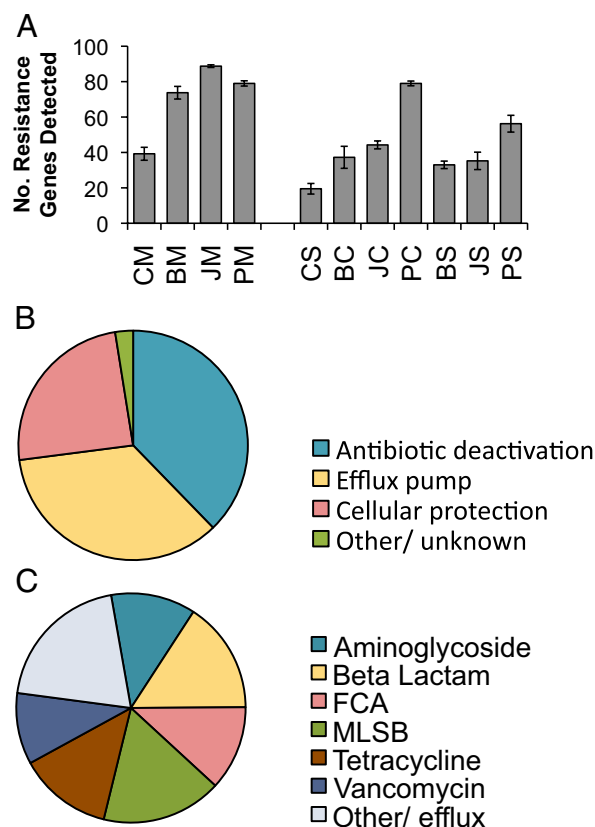 A
No. Resistance
Genes Detected
100
80
60
40
20
0
CM BM JM PM CS BC JC PC BS JS PS
B
Antibiotic deactivation
Efflux pump
Cellular protection
Other/ unknown
C
Aminoglycoside
Beta Lactam
FCA
MLSB
Tetracycline
Vancomycin
Other/ efflux